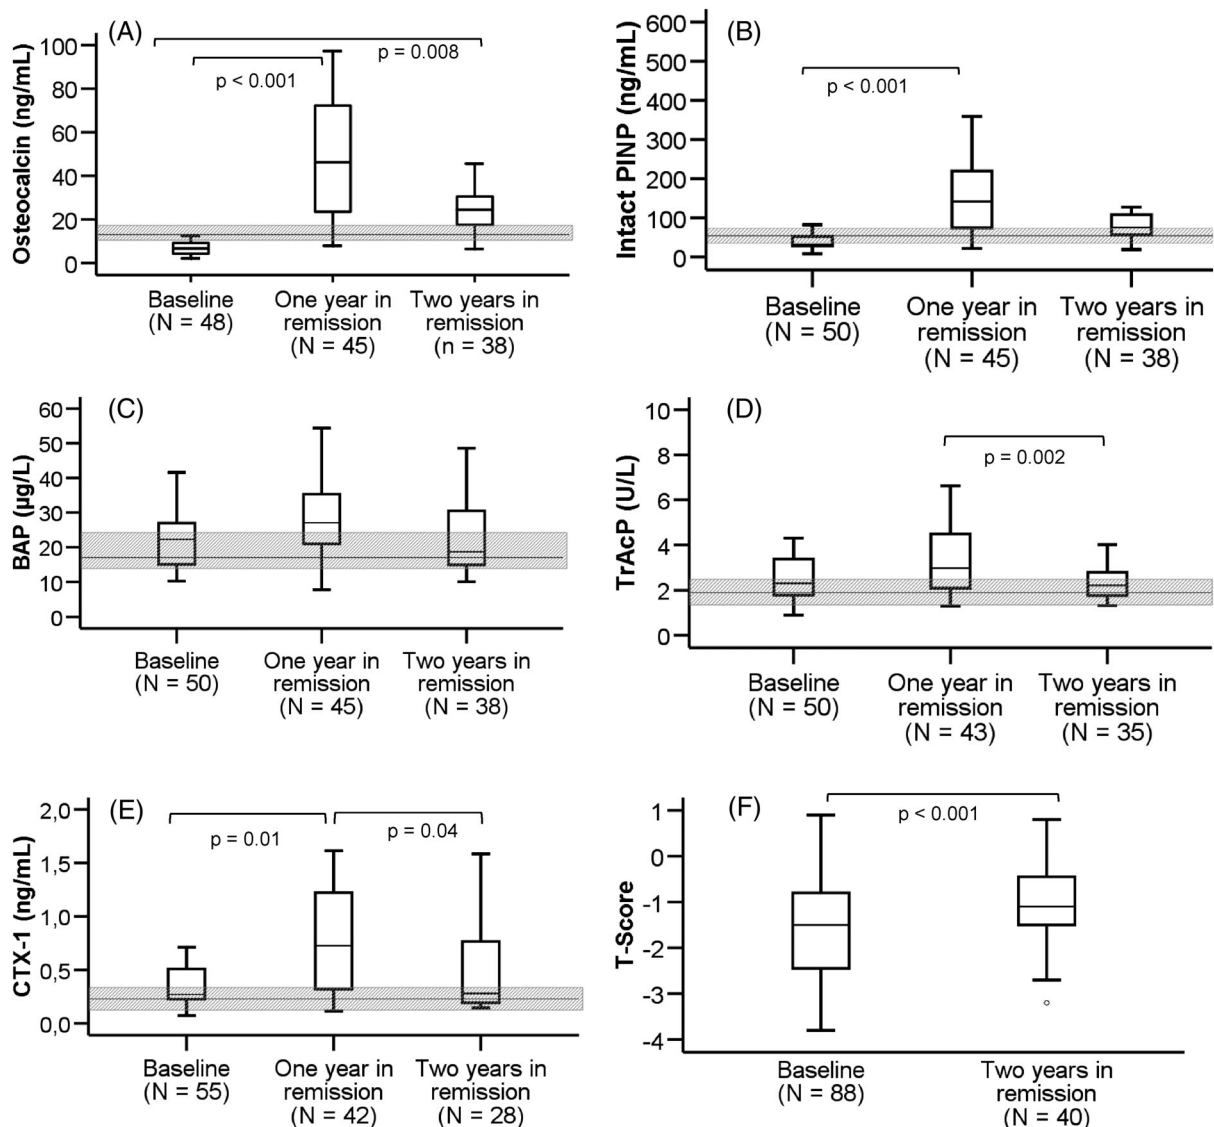 (A)
Osteocalcin (ng/mL)
100
80
60
40
20
0
p = 0.008
p < 0.001
Baseline
(N = 48)
One year in
remission
(N = 45)
Two years in
remission
(n = 38)
(B)
Intact PINP (ng/mL)
600
500
400
300
200
100
0
p < 0.001
Baseline
(N = 50)
One year in
remission
(N = 45)
Two years in
remission
(N = 38)
(C)
BAP (µg/L)
60
50
40
30
20
10
0
Baseline
(N = 50)
One year in
remission
(N = 45)
Two years in
remission
(N = 38)
(D)
TrAcP (U/L)
10
8
6
4
2
0
p = 0.002
Baseline
(N = 50)
One year in
remission
(N = 43)
Two years in
remission
(N = 35)
(E)
CTX-1 (ng/mL)
2,0
1,5
1,0
0,5
0,0
p = 0.01
p = 0.04
Baseline
(N = 55)
One year in
remission
(N = 42)
Two years in
remission
(N = 28)
(F)
T-Score
1
0
-1
-2
-3
-4
p < 0.001
Baseline
(N = 88)
Two years in
remission
(N = 40)